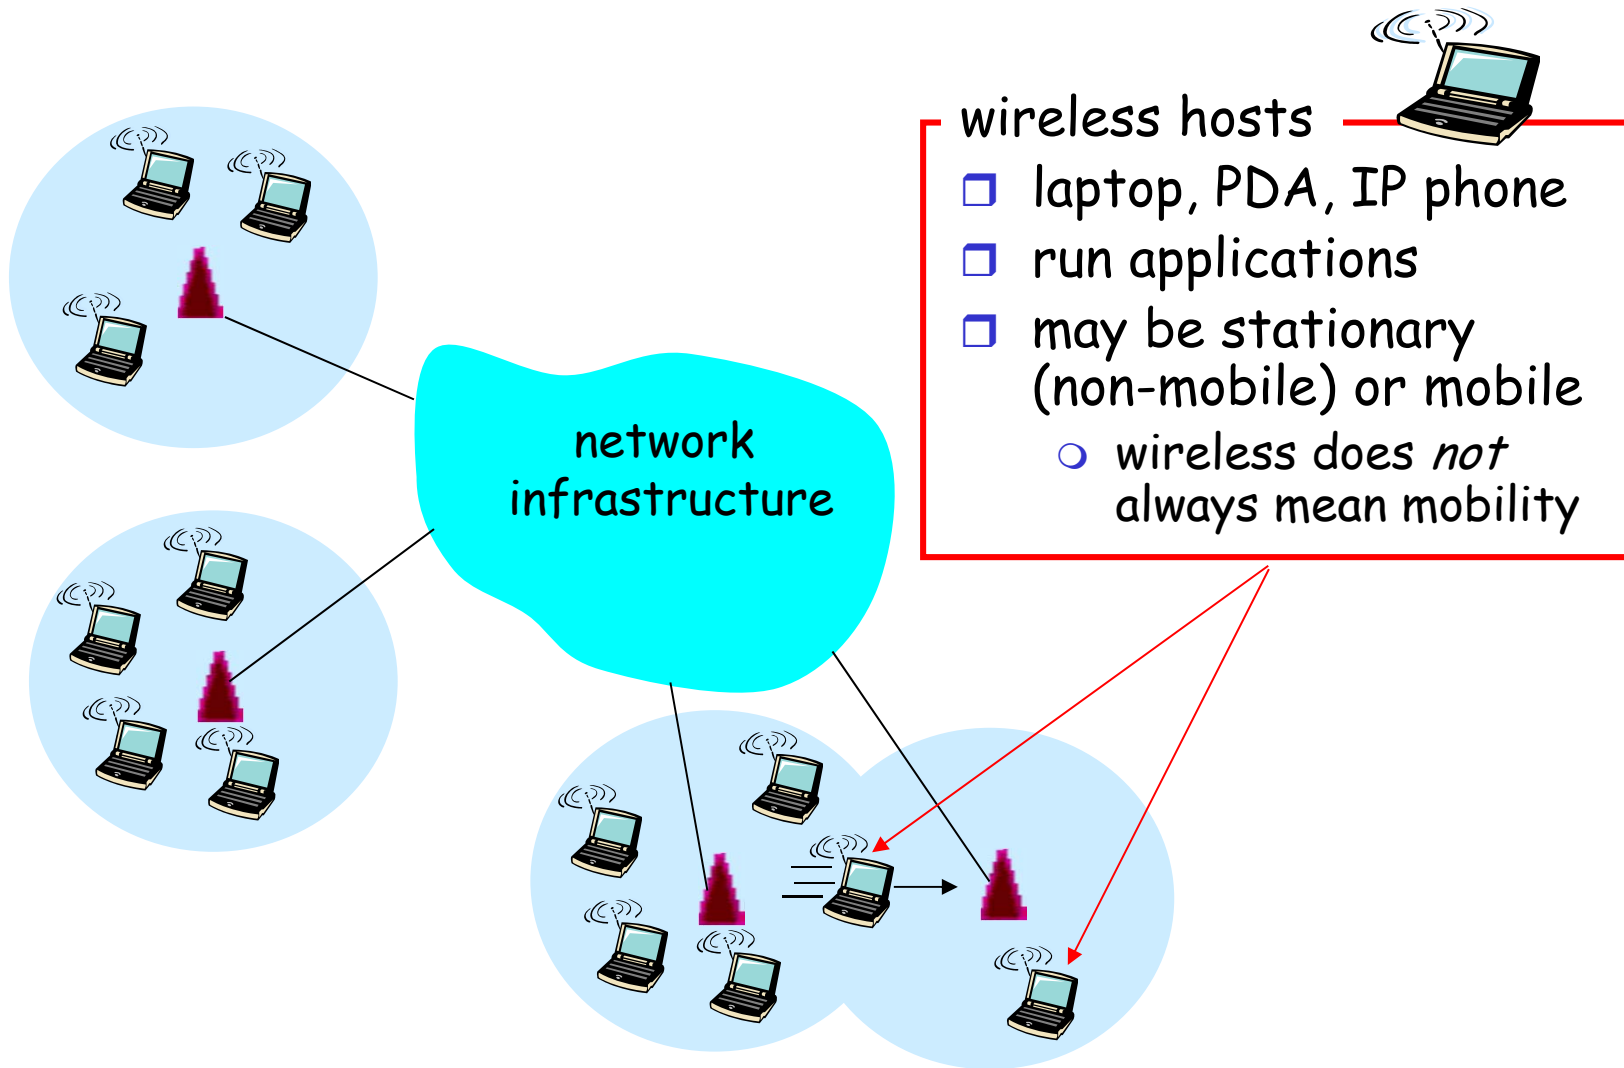 wireless hosts
laptop, PDA, IP phone
run applications
may be stationary
(non-mobile) or mobile
wireless does not
always mean mobility
network
infrastructure